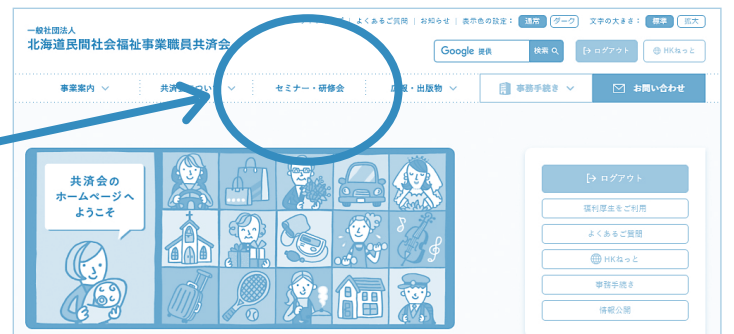 よくあるご質問 | お知らせ | 表示色の設定: 通常 ダーク 文字の大きさ: 標準 拡大
一般社団法人
北海道民間社会福祉事業職員共済会
Google 提供 検索 ログアウト HKねっと
事業案内 セミナー・研修会 ・出版物 事務手続き お問い合わせ
共済会の
ホームページへ
ようこそ
ログアウト
福利厚生をご利用
よくあるご質問
HKねっと
事務手続き
情報公開